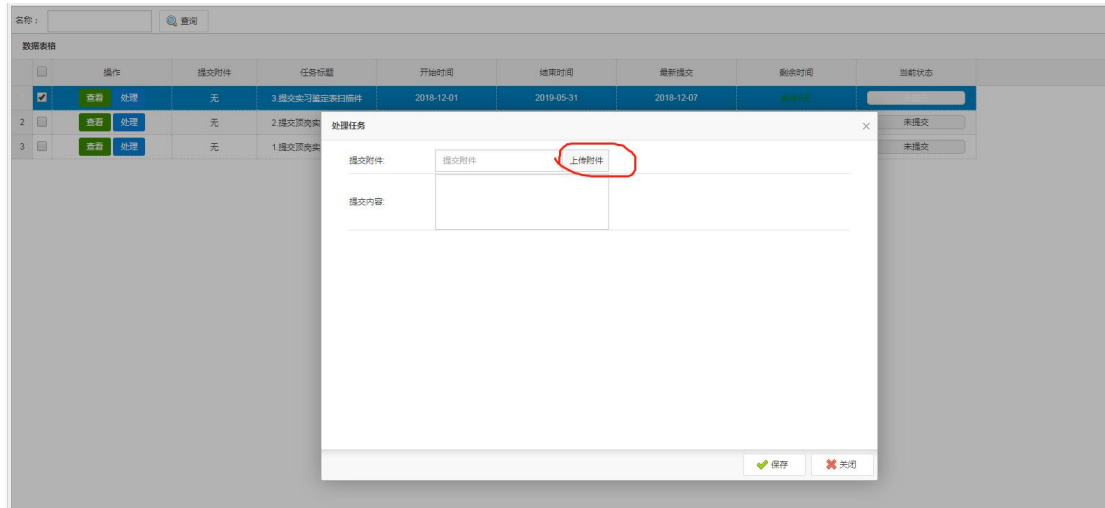 名称： 查询
数据表格
操作 提交附件 任务标题 开始时间 结束时间 最新提交 剩余时间 当前状态
查看 处理 无 3.提交实习鉴定表扫描件 2018-12-01 2019-05-31 2018-12-07
2 查看 处理 无 2.提交顶岗实 未提交
3 查看 处理 无 1.提交顶岗实 未提交
处理任务 ×
提交附件: 提交附件 上传附件
提交内容:
保存 关闭